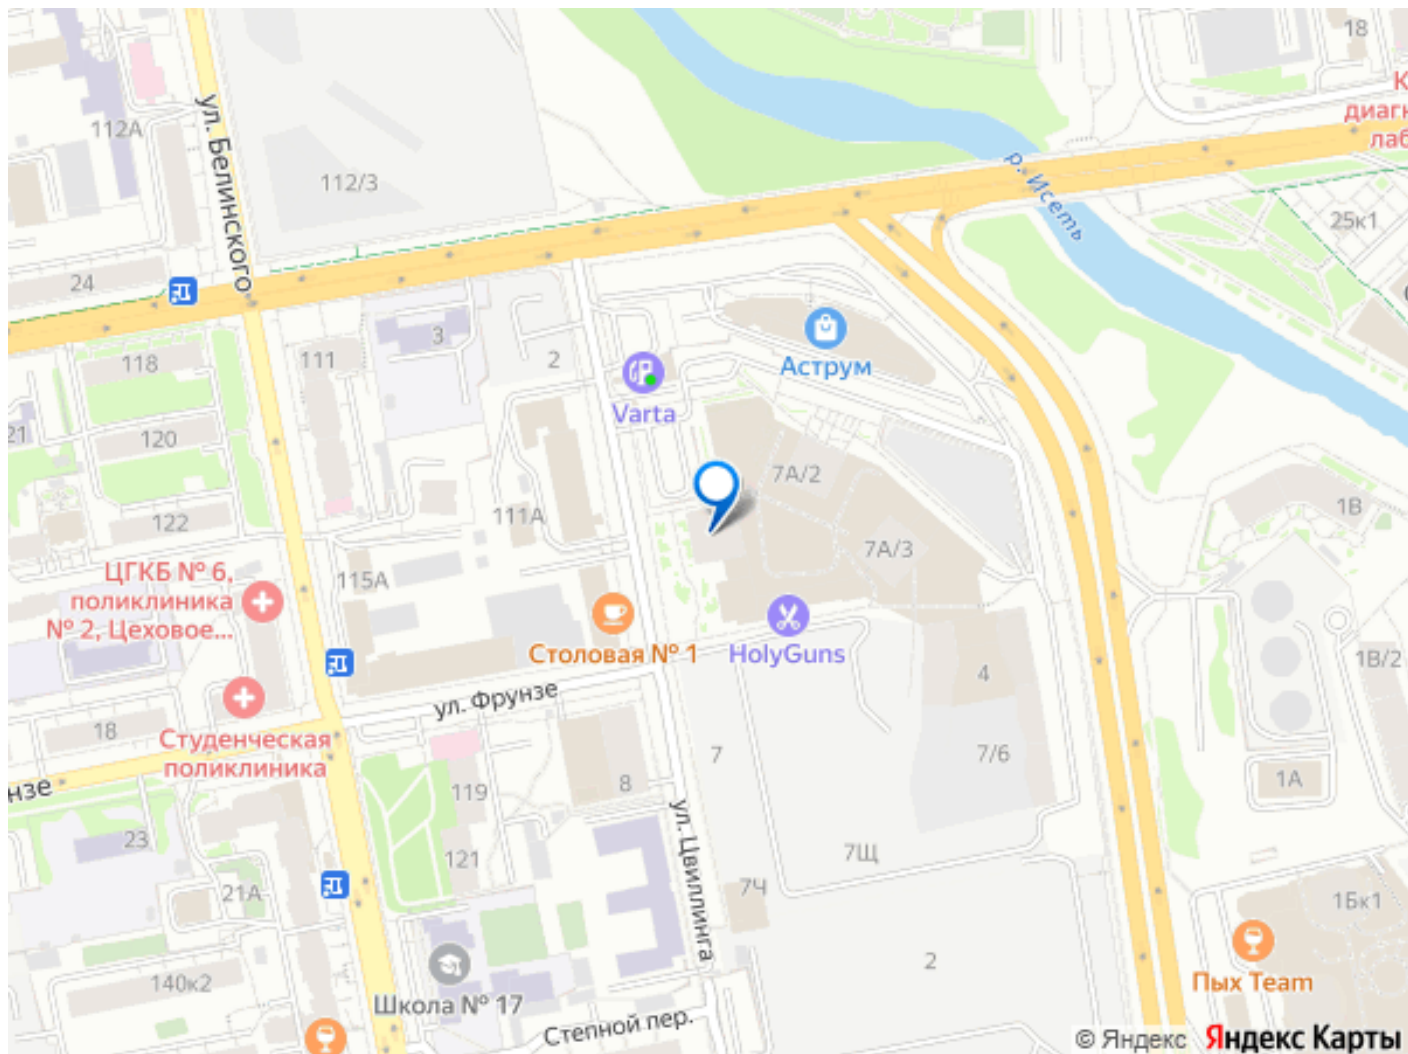 18
К
диагн
лаб
112А
ул. Белинского
112/3
р. Исеть
25к1
24
3
Аструм
118
111
2
Varta
21
120
7А/2
122
111А
1В
7А/3
ЦГКБ № 6,
поликлиника
№ 2, Цеховое...
115А
Столовая № 1
HolyGuns
1В/2
4
ул. Фрунзе
18
Студенческая
поликлиника
7
7/6
нзе
119
8
1А
ул. Цвиллинга
23
121
7Щ
21А
7Ч
1Бк1
2
140к2
Школа № 17
Пых Team
Степной пер.
© Яндекс Яндекс Карты